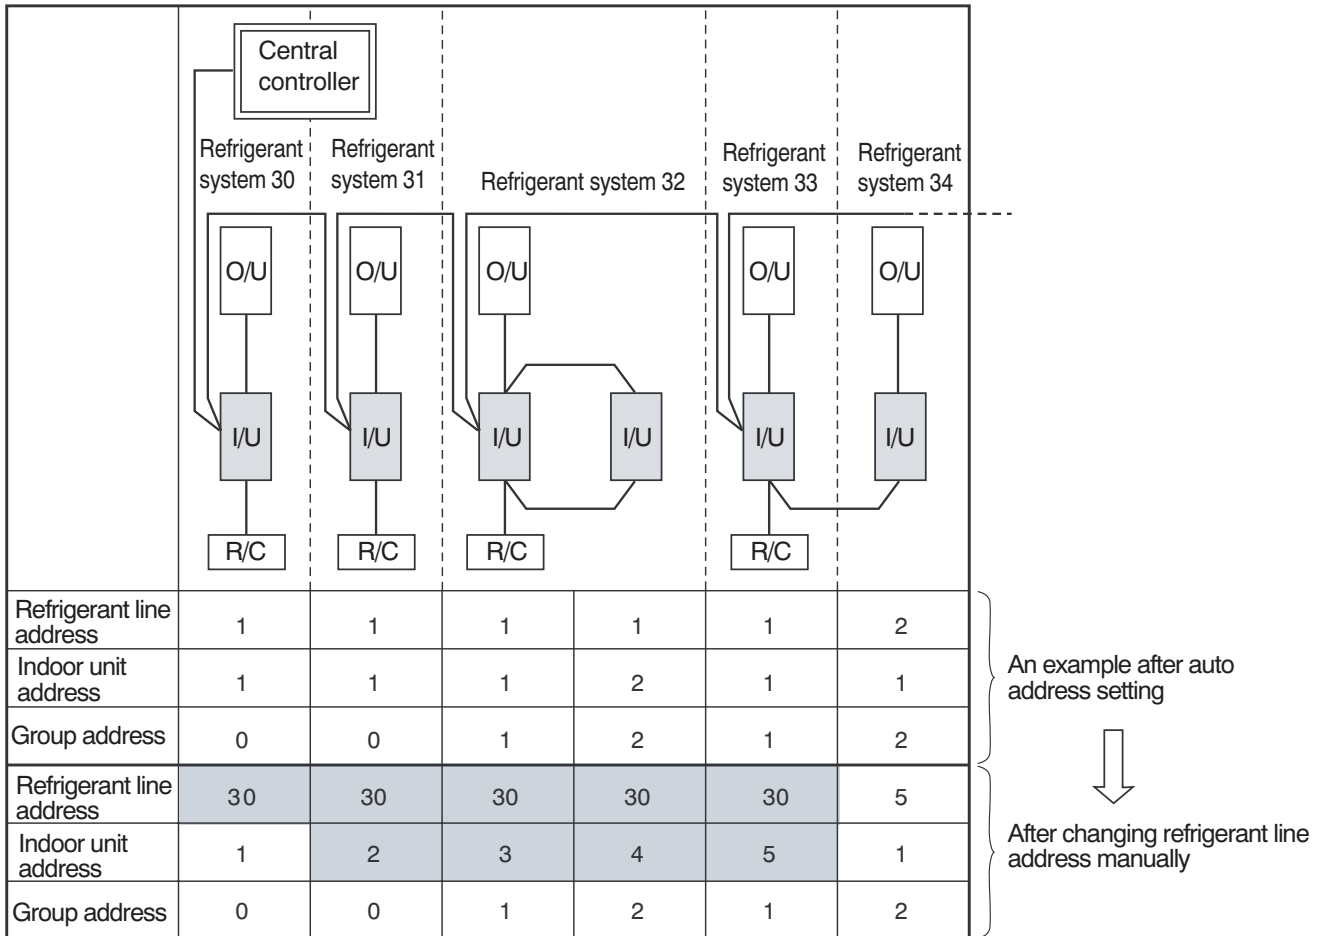 Central
controller
Refrigerant
system 30
Refrigerant
system 31
Refrigerant system 32
Refrigerant
system 33
Refrigerant
system 34
O/U
O/U
O/U
O/U
O/U
I/U
I/U
I/U
I/U
I/U
I/U
R/C
R/C
R/C
R/C
Refrigerant line
address
1 1 1 1 1 2
Indoor unit
address
1 1 1 2 1 1
Group address 0 0 1 2 1 2
An example after auto
address setting
Refrigerant line
address
30 30 30 30 30 5
Indoor unit
address
1 2 3 4 5 1
Group address 0 0 1 2 1 2
After changing refrigerant line
address manually